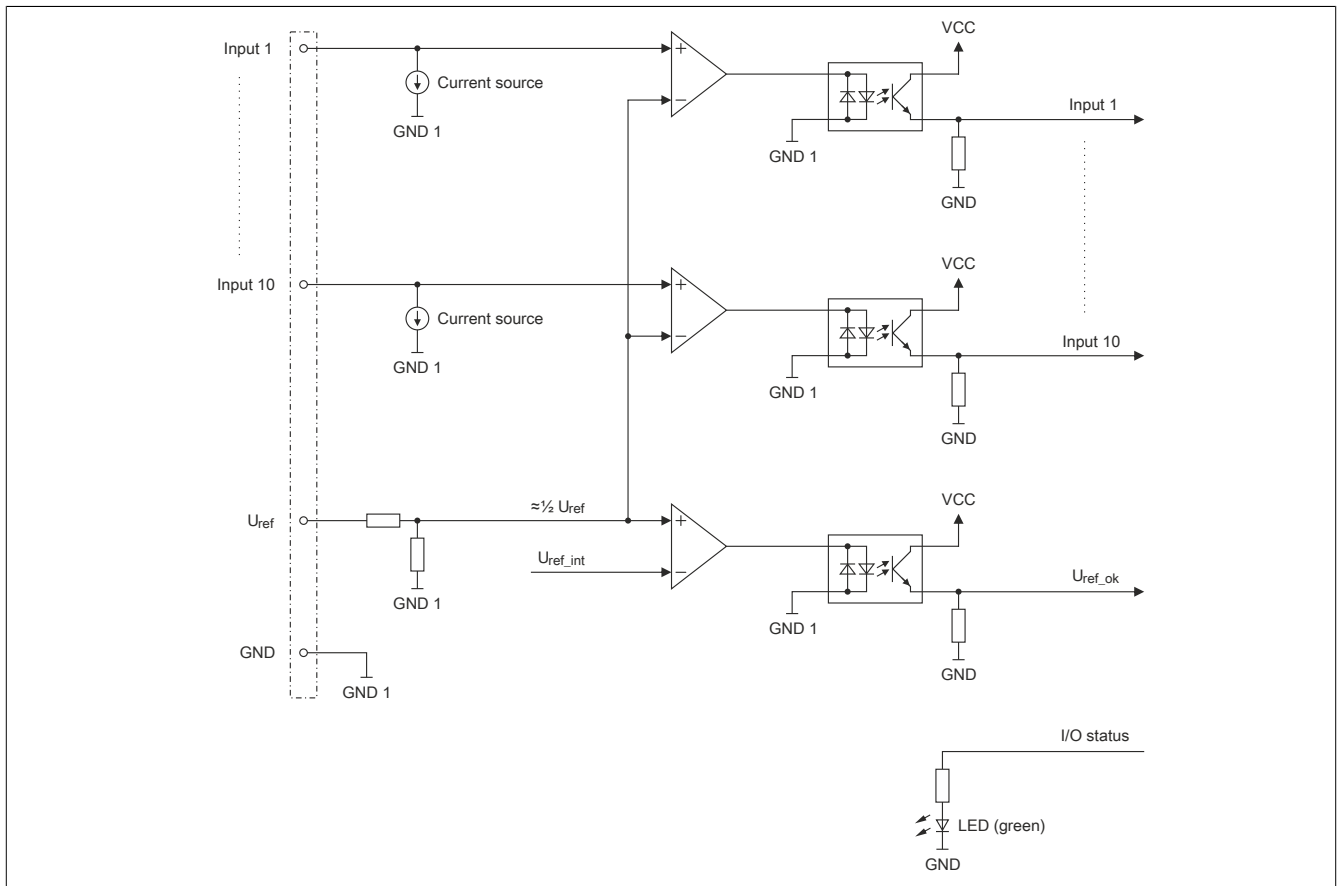 VCC
Input 1
+
Current source
−
Input 1
GND 1
GND 1
GND
VCC
Input 10
+
Current source
−
Input 10
GND 1
GND 1
GND
VCC
≈½ Uref
Uref
+
Uref_int
−
Uref_ok
GND 1
GND 1
GND
GND
GND 1
I/O status
LED (green)
GND